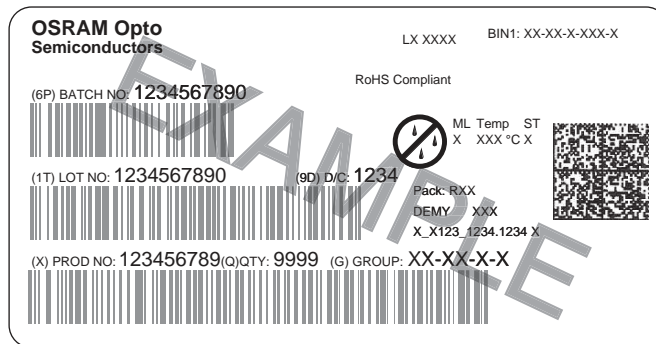 OSRAM Opto
Semiconductors
LX XXXX
BIN1: XX-XX-X-XXX-X
RoHS Compliant
(6P) BATCH NO: 1234567890
ML Temp ST
X XXX °C X
(1T) LOT NO: 1234567890 (9D) D/C: 1234
Pack: RXX
DEMY XXX
X_X123_1234.1234 X
(X) PROD NO: 123456789(Q)QTY: 9999 (G) GROUP: XX-XX-X-X
EXAMPLE